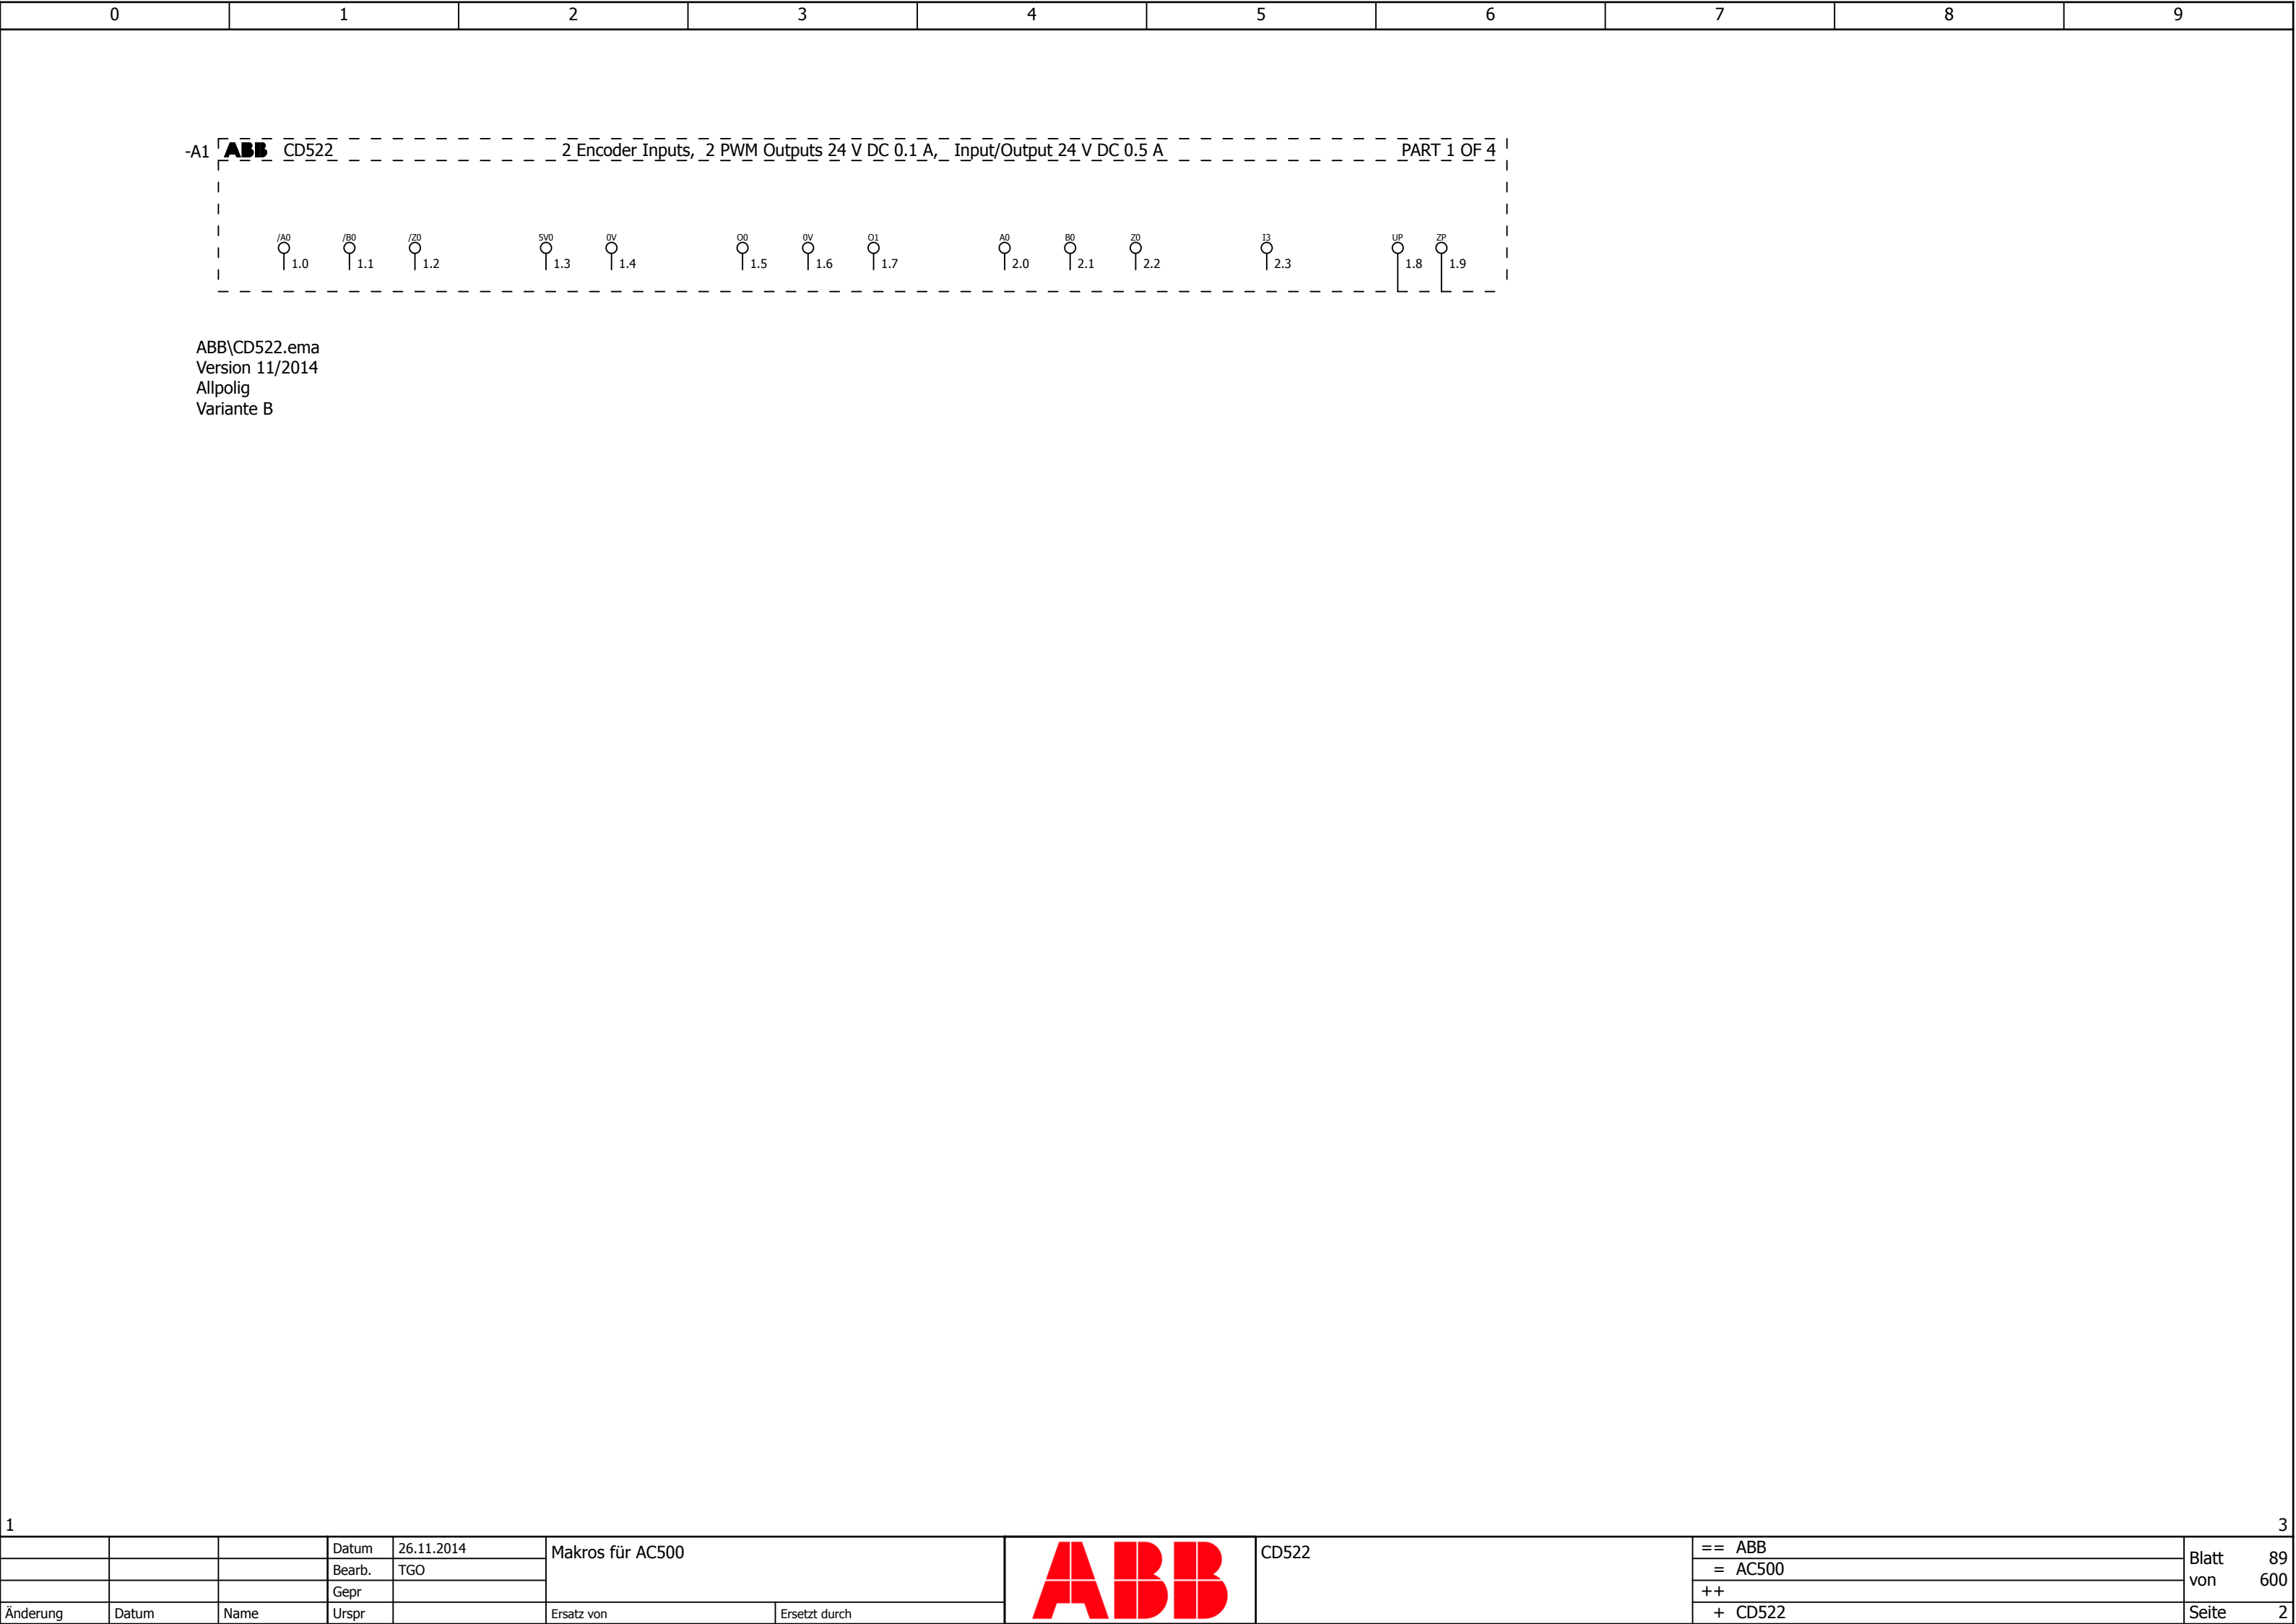 0 1 2 3 4 5 6 7 8 9
-A1 ABB CD522 2 Encoder Inputs, 2 PWM Outputs 24 V DC 0.1 A, Input/Output 24 V DC 0.5 A PART 1 OF 4
/A0 /B0 /Z0 5V0 0V O0 0V O1 A0 B0 Z0 I3 UP ZP
1.0 1.1 1.2 1.3 1.4 1.5 1.6 1.7 2.0 2.1 2.2 2.3 1.8 1.9
ABB\CD522.ema
Version 11/2014
Allpolig
Variante B
1 3
Datum 26.11.2014 Makros für AC500 ABB CD522 == ABB Blatt 89
Bearb. TGO = AC500 von 600
Gepr ++
Änderung Datum Name Urspr Ersatz von Ersetzt durch + CD522 Seite 2